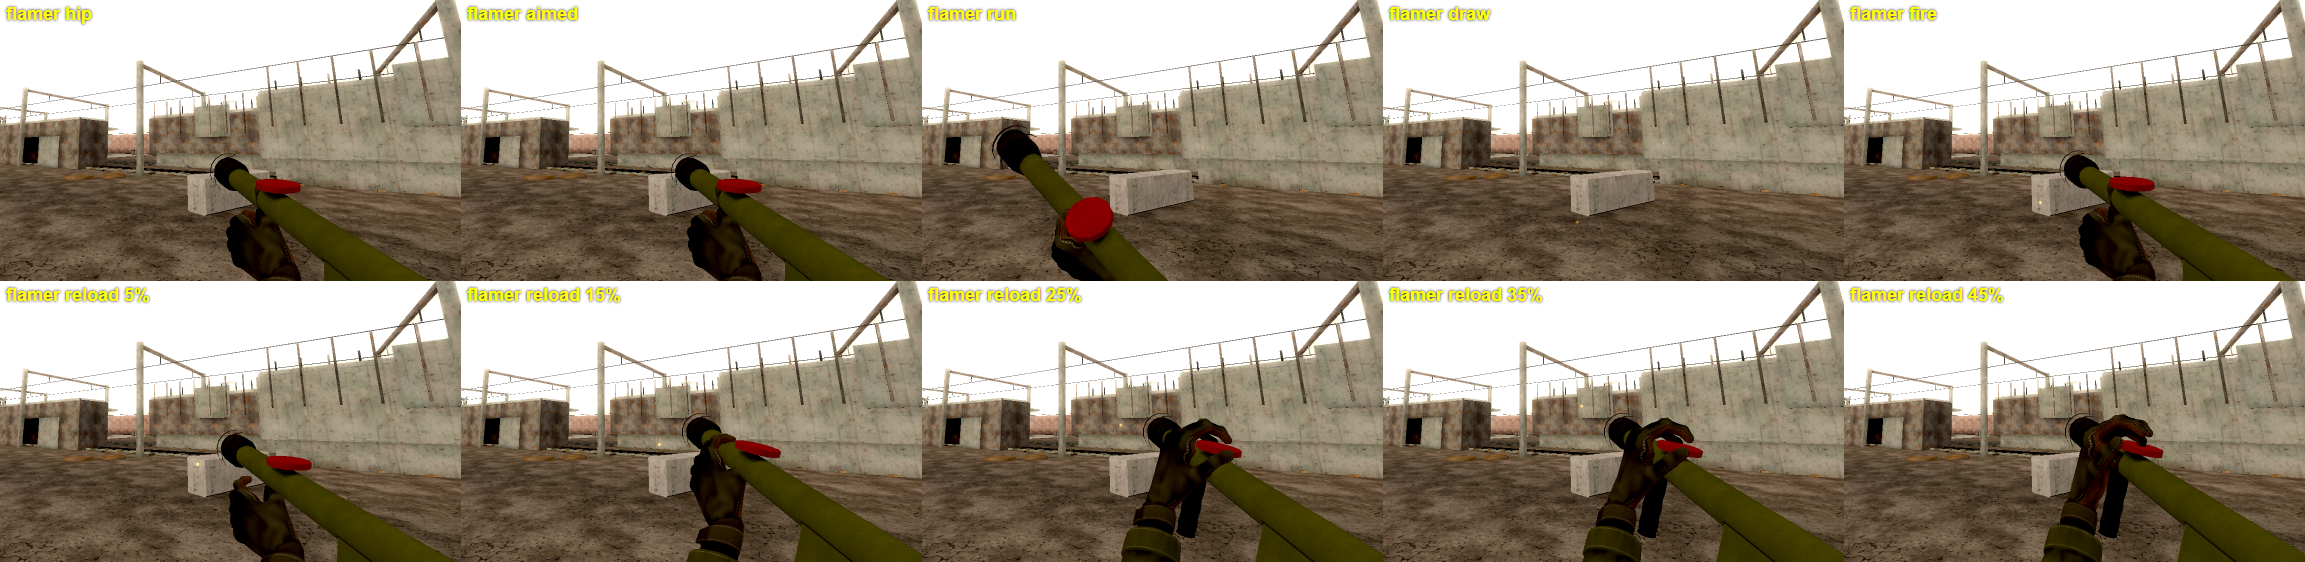 flamer hip
flamer aimed
flamer run
flamer draw
flamer fire
flamer reload 5%
flamer reload 15%
flamer reload 25%
flamer reload 35%
flamer reload 45%